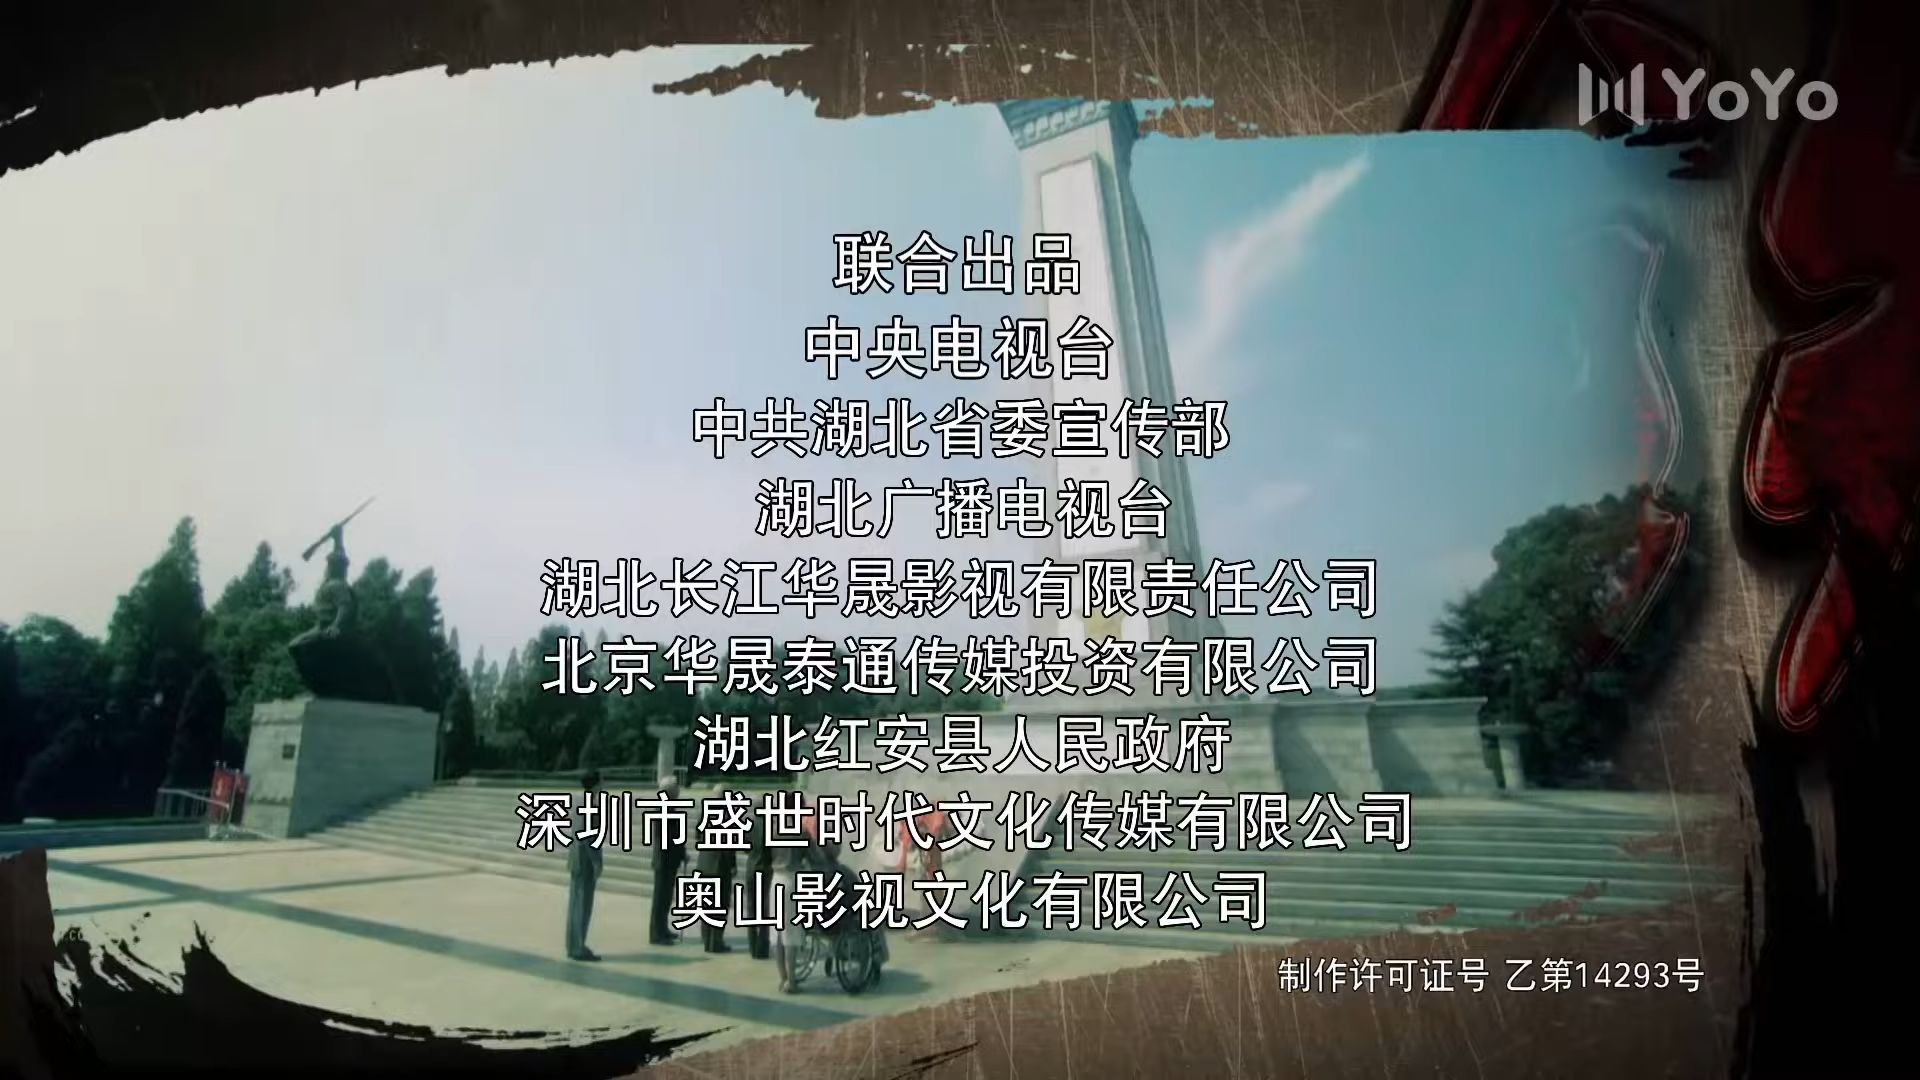 YoYo
联合出品
中央电视台
中共湖北省委宣传部
湖北广播电视台
湖北长江华晟影视有限责任公司
北京华晟泰通传媒投资有限公司
湖北红安县人民政府
深圳市盛世时代文化传媒有限公司
奥山影视文化有限公司
制作许可证号 乙第14293号